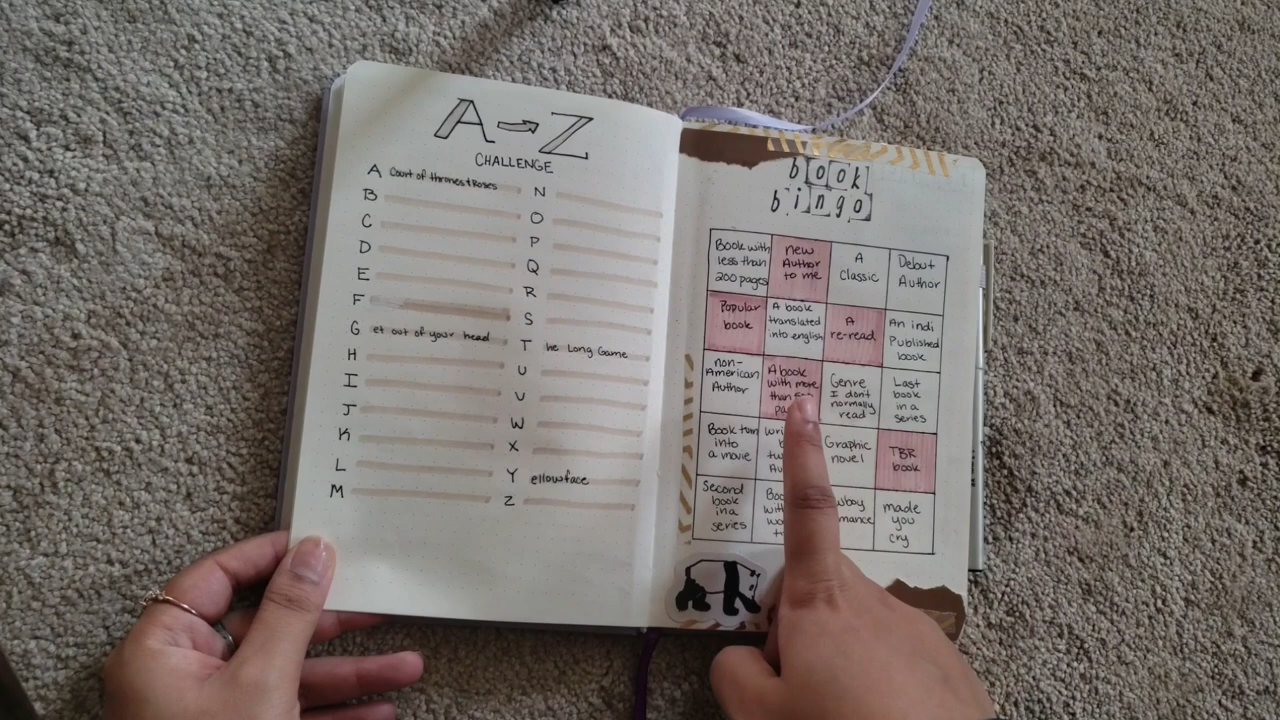 A → Z
CHALLENGE
A Court of thrones & Roses
B
C
D
E
F
G et out of your head
H
I
J
K
L
M
N
O
P
Q
R
S
T he Long Game
U
V
W
X
Y ellowface
Z
book
bingo
Book with
less than
200 pages
new
Author
to me
A
classic
Debut
Author
Popular
book
A book
translated
into english
A
re-read
An indi
Published
book
non-
American
Author
A book
with more
than
Genre
I don't
normally
read
Last
book
in a
series
Book turn
into
a movie
Graphic
novel
TBR
book
Second
book
in a
series
made
you
cry